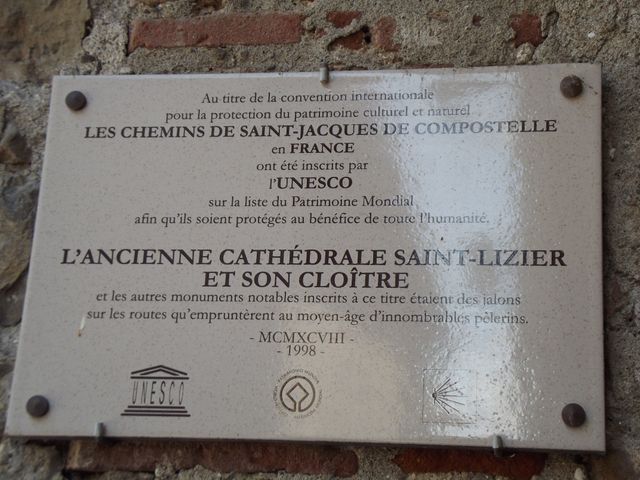 Au titre de la convention internationale
pour la protection du patrimoine culturel et naturel
LES CHEMINS DE SAINT-JACQUES DE COMPOSTELLE
en FRANCE
ont été inscrits par
l'UNESCO
sur la liste du Patrimoine Mondial
afin qu'ils soient protégés au bénéfice de toute l'humanité.
L'ANCIENNE CATHÉDRALE SAINT-LIZIER
ET SON CLOÎTRE
et les autres monuments notables inscrits à ce titre étaient des jalons
sur les routes qu'empruntèrent au moyen-âge d'innombrables pèlerins.
- MCMXCVIII -
- 1998 -
UNESCO